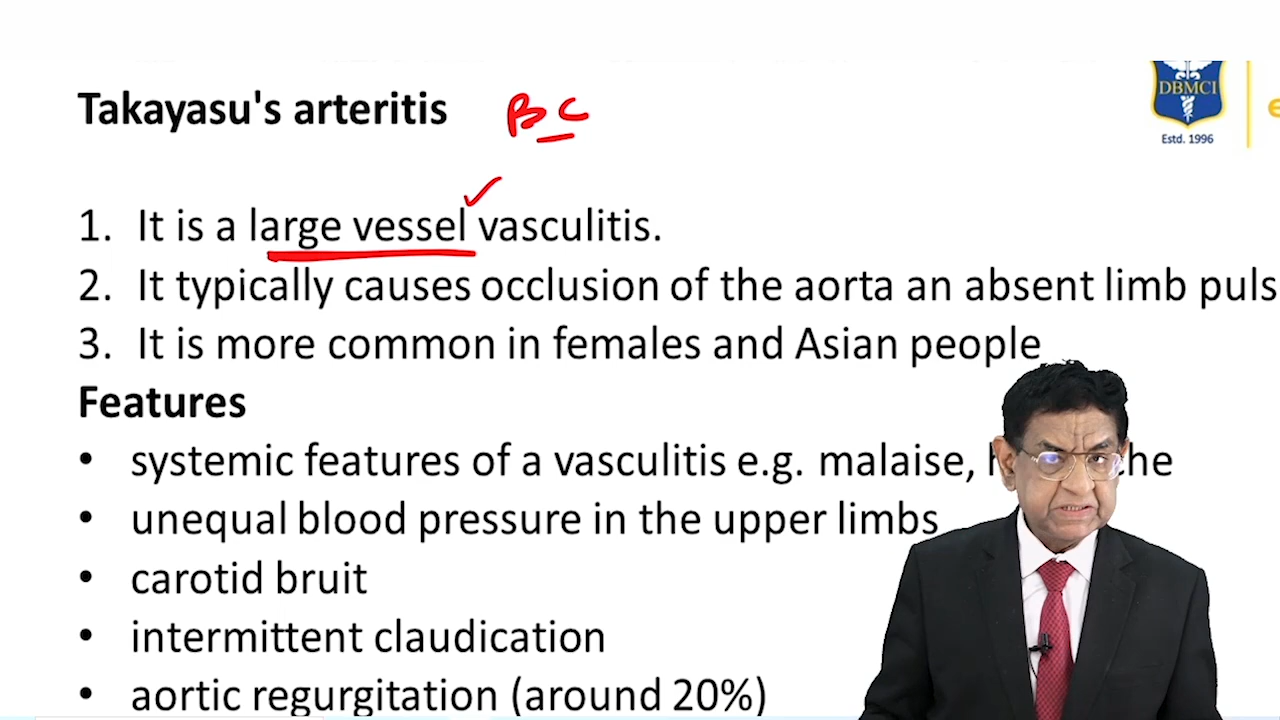 Takayasu's arteritis BC
DBMCI
Estd. 1996
1. It is a large vessel vasculitis.
2. It typically causes occlusion of the aorta an absent limb puls
3. It is more common in females and Asian people
Features
• systemic features of a vasculitis e.g. malaise,
• unequal blood pressure in the upper limbs
• carotid bruit
• intermittent claudication
• aortic regurgitation (around 20%)